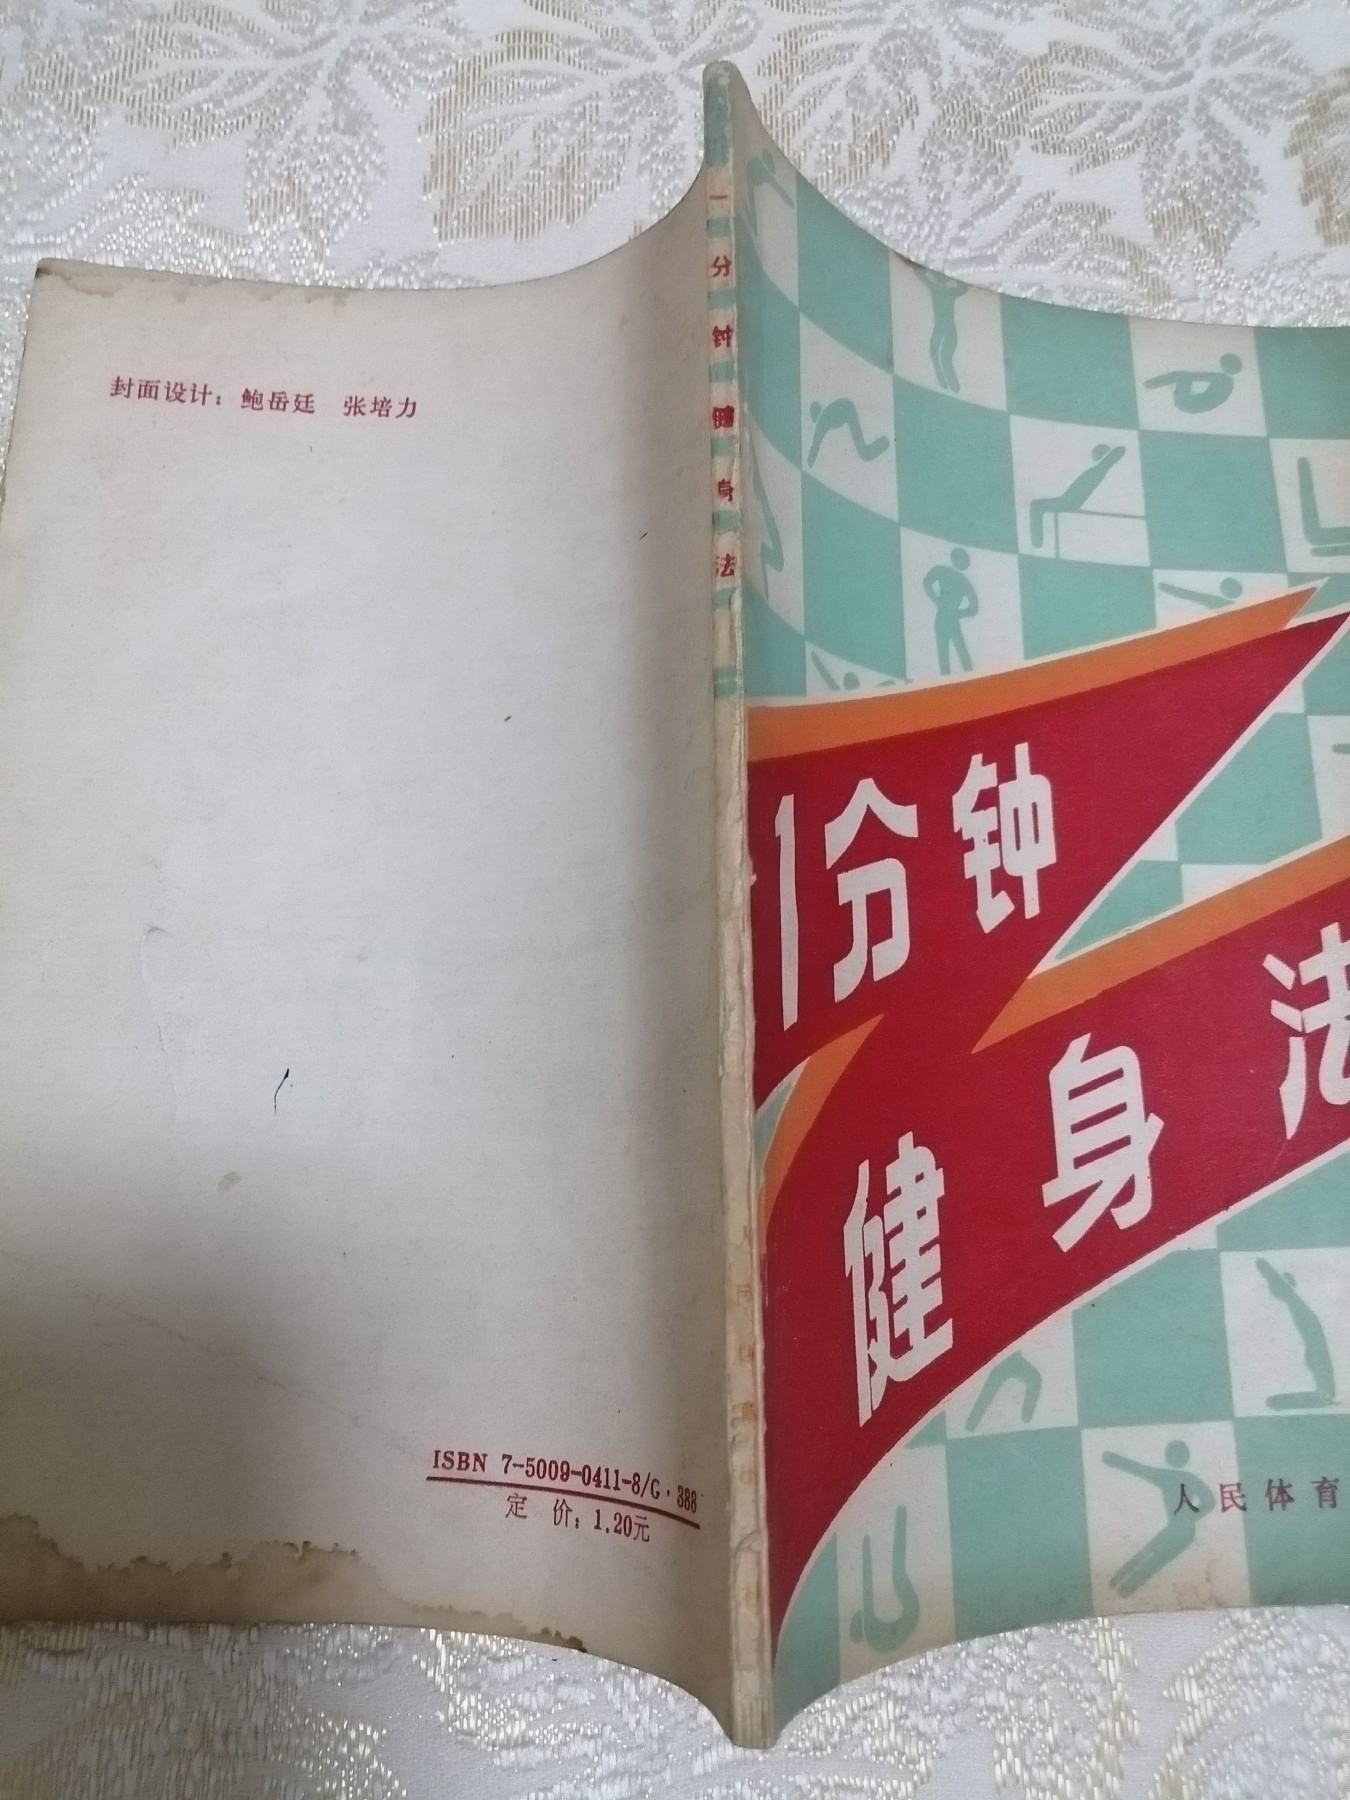 封面设计：鲍岳廷　张培力
ISBN 7-5009-0411-8/G·388
定　价：1.20元
一分钟健身法
1分钟
健身法
人民体育